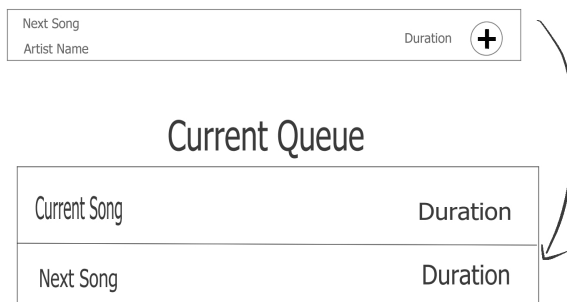 Next Song
Artist Name
Duration
Current Queue
Current Song Duration
Next Song Duration